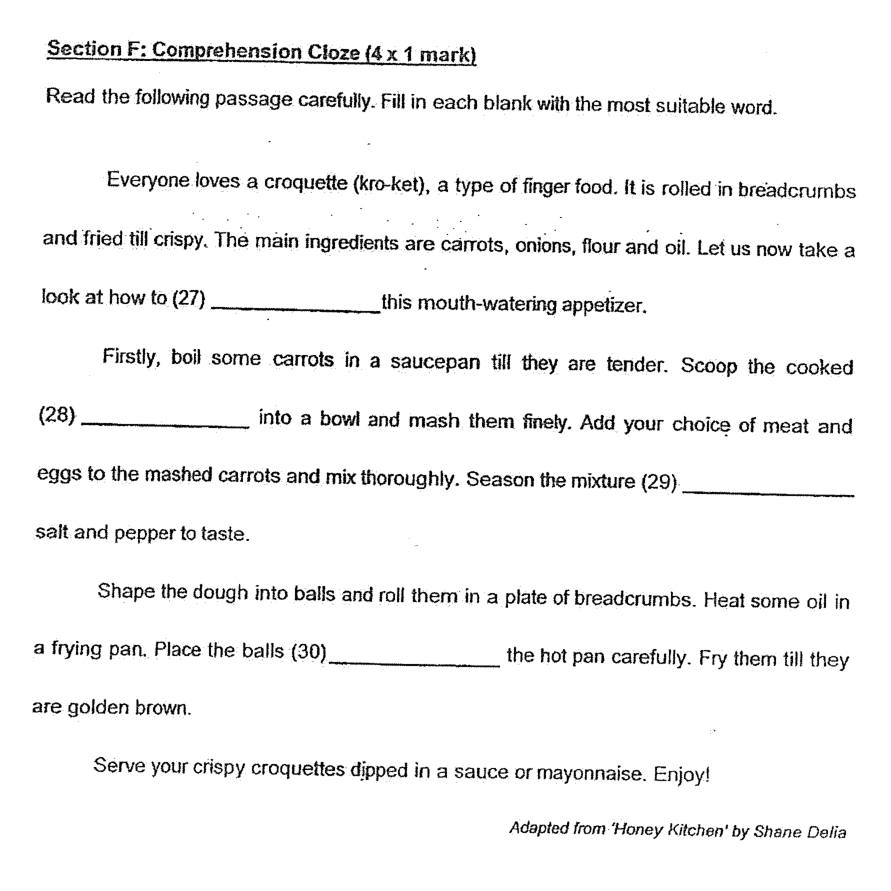 Section F: Comprehension Cloze (4 x 1 mark)
Read the following passage carefully. Fill in each blank with the most suitable word.
Everyone loves a croquette (kro-ket), a type of finger food. It is rolled in breadcrumbs
and fried till crispy. The main ingredients are carrots, onions, flour and oil. Let us now take a
look at how to (27) ________________this mouth-watering appetizer.
Firstly, boil some carrots in a saucepan till they are tender. Scoop the cooked
(28) ________________ into a bowl and mash them finely. Add your choice of meat and
eggs to the mashed carrots and mix thoroughly. Season the mixture (29) ________________
salt and pepper to taste.
Shape the dough into balls and roll them in a plate of breadcrumbs. Heat some oil in
a frying pan. Place the balls (30)________________ the hot pan carefully. Fry them till they
are golden brown.
Serve your crispy croquettes dipped in a sauce or mayonnaise. Enjoy!
Adapted from 'Honey Kitchen' by Shane Delia